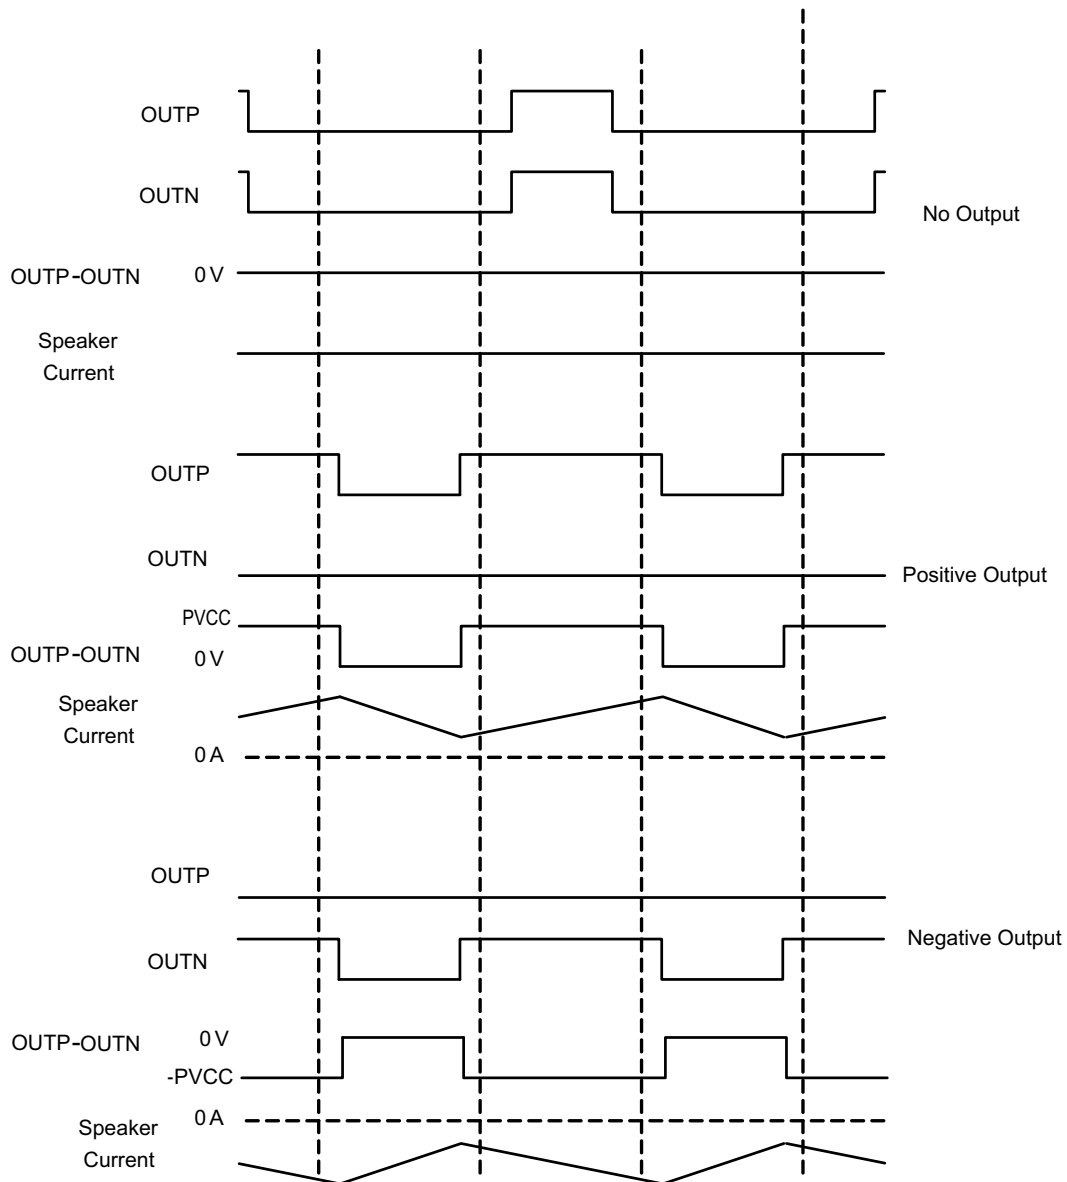 OUTP
OUTN
No Output
OUTP-OUTN 0 V
Speaker
Current
OUTP
OUTN
Positive Output
PVCC
OUTP-OUTN 0 V
Speaker
Current
0 A
OUTP
Negative Output
OUTN
OUTP-OUTN 0 V
-PVCC
0 A
Speaker
Current